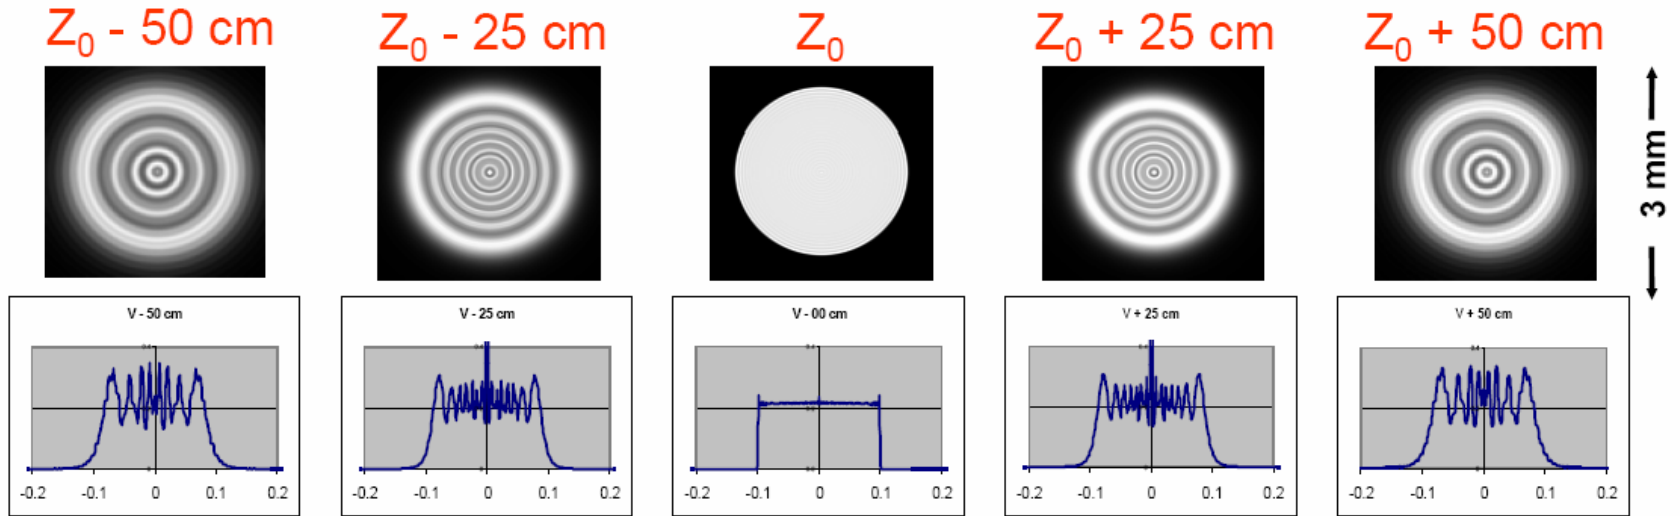 Z₀ - 50 cm
Z₀ - 25 cm
Z₀
Z₀ + 25 cm
Z₀ + 50 cm
3 mm
V - 50 cm
-0.2 -0.1 0 0.1 0.2
V - 25 cm
-0.2 -0.1 0 0.1 0.2
V - 00 cm
-0.2 -0.1 0 0.1 0.2
V + 25 cm
-0.2 -0.1 0 0.1 0.2
V + 50 cm
-0.2 -0.1 0 0.1 0.2